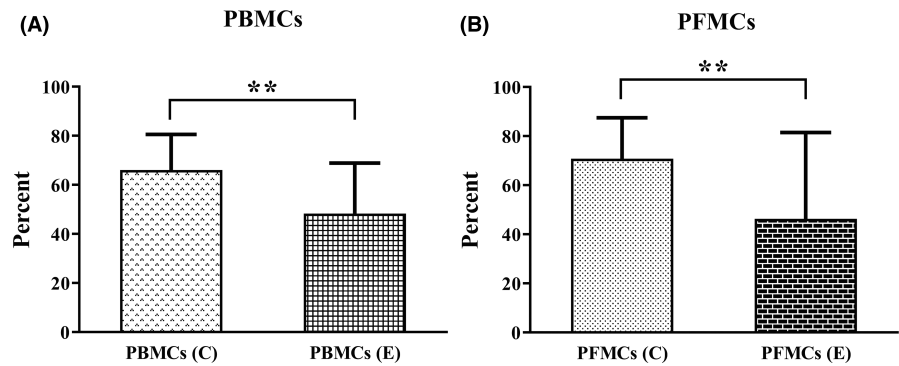 (A)
PBMCs
**
100
80
60
40
20
0
Percent
PBMCs (C)
PBMCs (E)
(B)
PFMCs
**
100
80
60
40
20
0
Percent
PFMCs (C)
PFMCs (E)